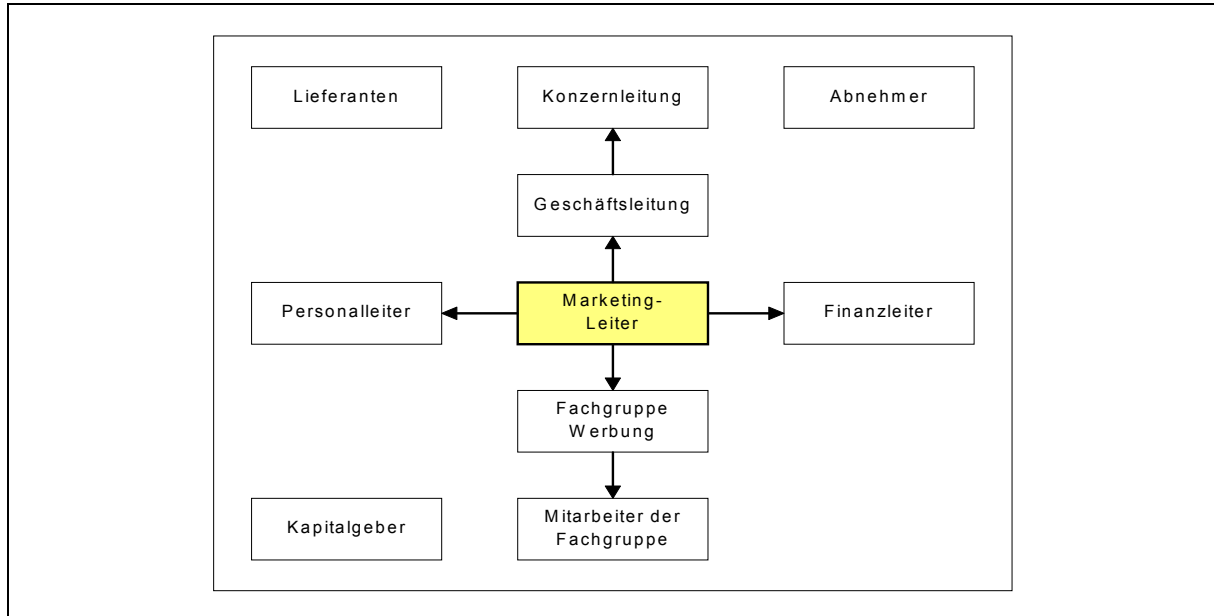 Lieferanten
Konzernleitung
Abnehmer
Geschäftsleitung
Personalleiter
Marketing-
Leiter
Finanzleiter
Fachgruppe
Werbung
Kapitalgeber
Mitarbeiter der
Fachgruppe